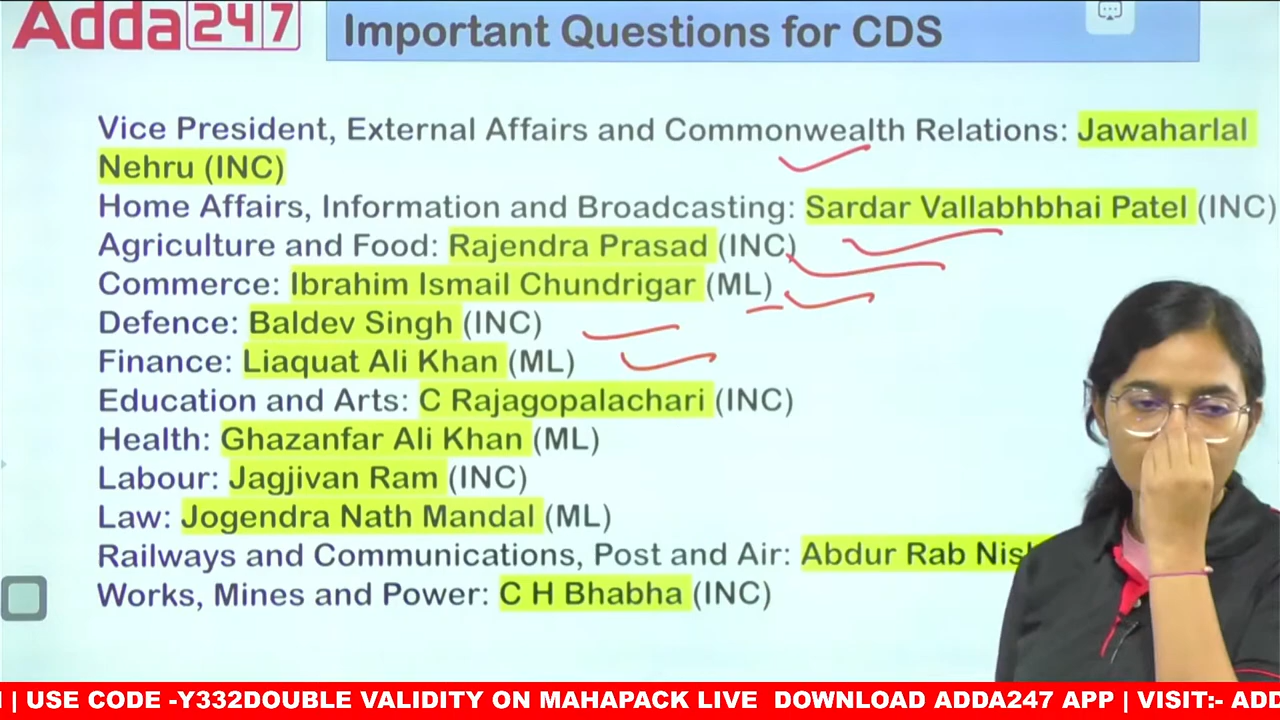 Adda247
Important Questions for CDS
Vice President, External Affairs and Commonwealth Relations: Jawaharlal
Nehru (INC)
Home Affairs, Information and Broadcasting: Sardar Vallabhbhai Patel (INC)
Agriculture and Food: Rajendra Prasad (INC)
Commerce: Ibrahim Ismail Chundrigar (ML)
Defence: Baldev Singh (INC)
Finance: Liaquat Ali Khan (ML)
Education and Arts: C Rajagopalachari (INC)
Health: Ghazanfar Ali Khan (ML)
Labour: Jagjivan Ram (INC)
Law: Jogendra Nath Mandal (ML)
Railways and Communications, Post and Air: Abdur Rab
Works, Mines and Power: C H Bhabha (INC)
| USE CODE -Y332DOUBLE VALIDITY ON MAHAPACK LIVE DOWNLOAD ADDA247 APP | VISIT:- ADD